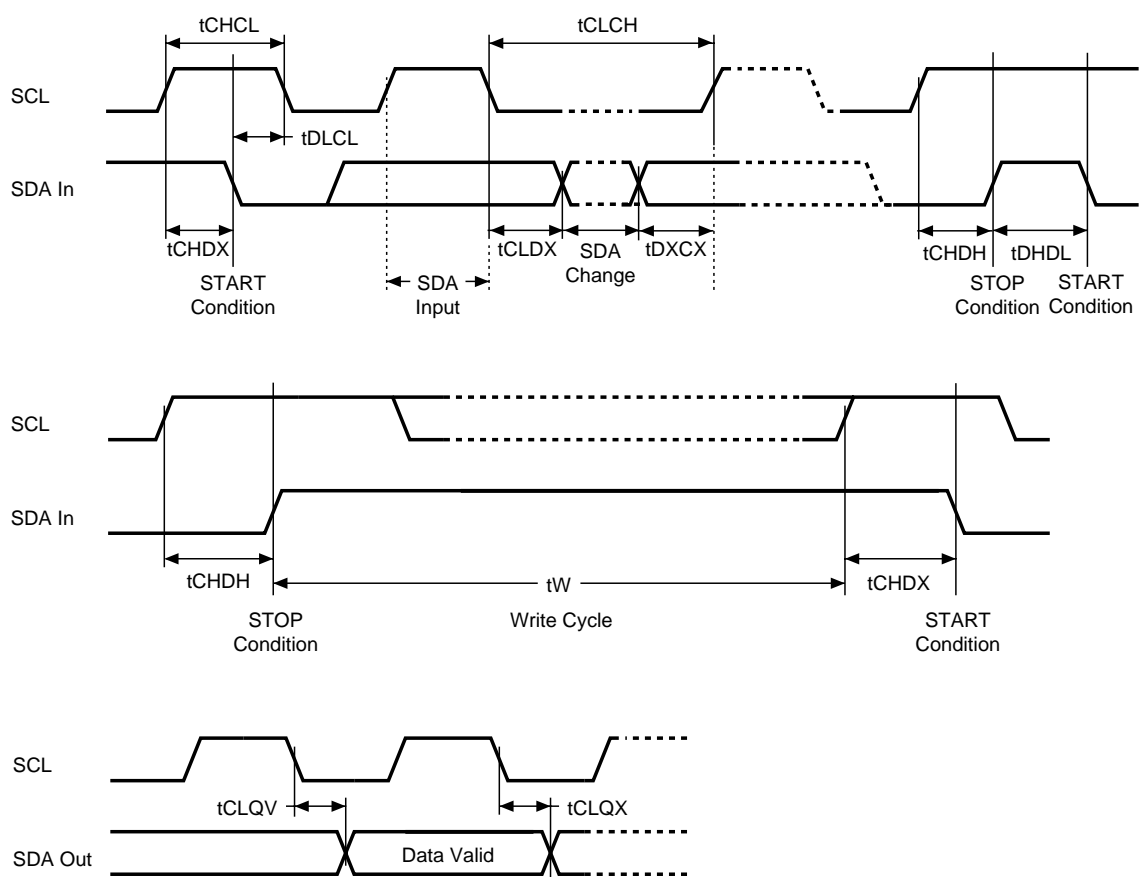 tCHCL
tCLCH
SCL
tDLCL
SDA In
tCHDX
tCLDX
SDA
Change
tDXCX
tCHDH
tDHDL
START
Condition
SDA
Input
STOP
Condition
START
Condition
SCL
SDA In
tCHDH
tW
tCHDX
STOP
Condition
Write Cycle
START
Condition
SCL
tCLQV
tCLQX
SDA Out
Data Valid